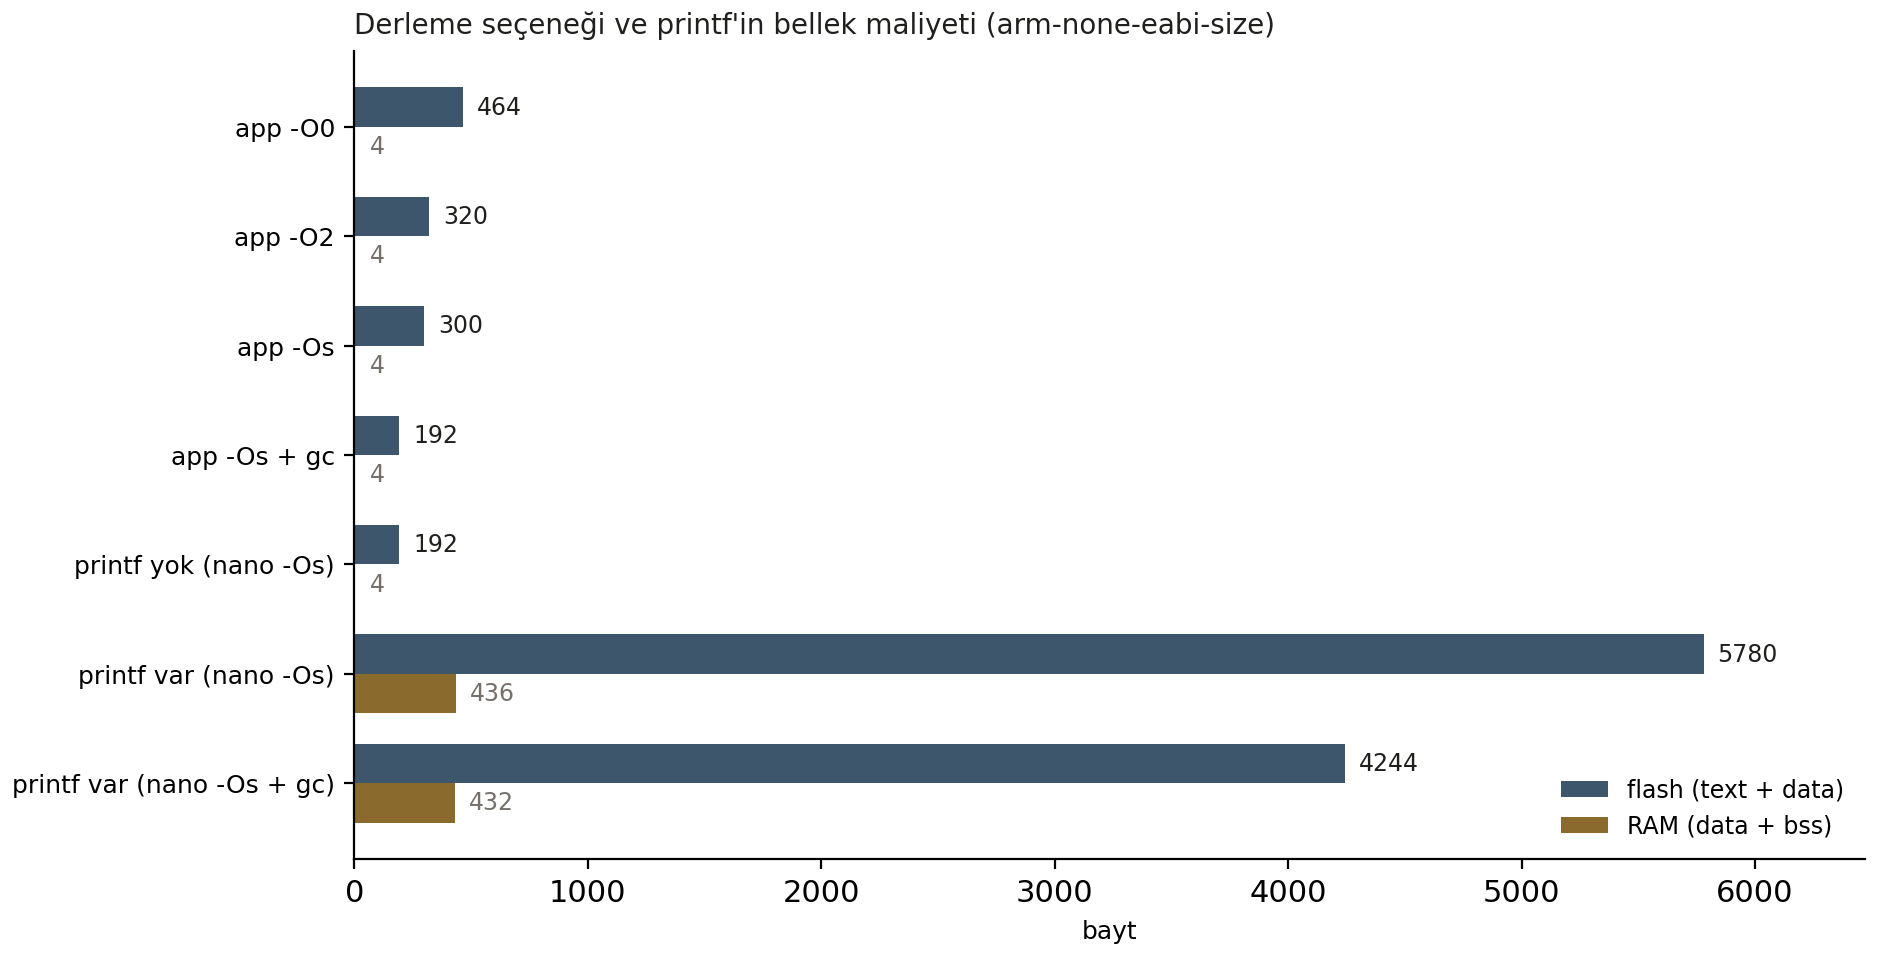 Derleme seçeneği ve printf'in bellek maliyeti (arm-none-eabi-size)
app -O0
464
4
app -O2
320
4
app -Os
300
4
app -Os + gc
192
4
printf yok (nano -Os)
192
4
printf var (nano -Os)
5780
436
printf var (nano -Os + gc)
4244
432
flash (text + data)
RAM (data + bss)
0 1000 2000 3000 4000 5000 6000
bayt